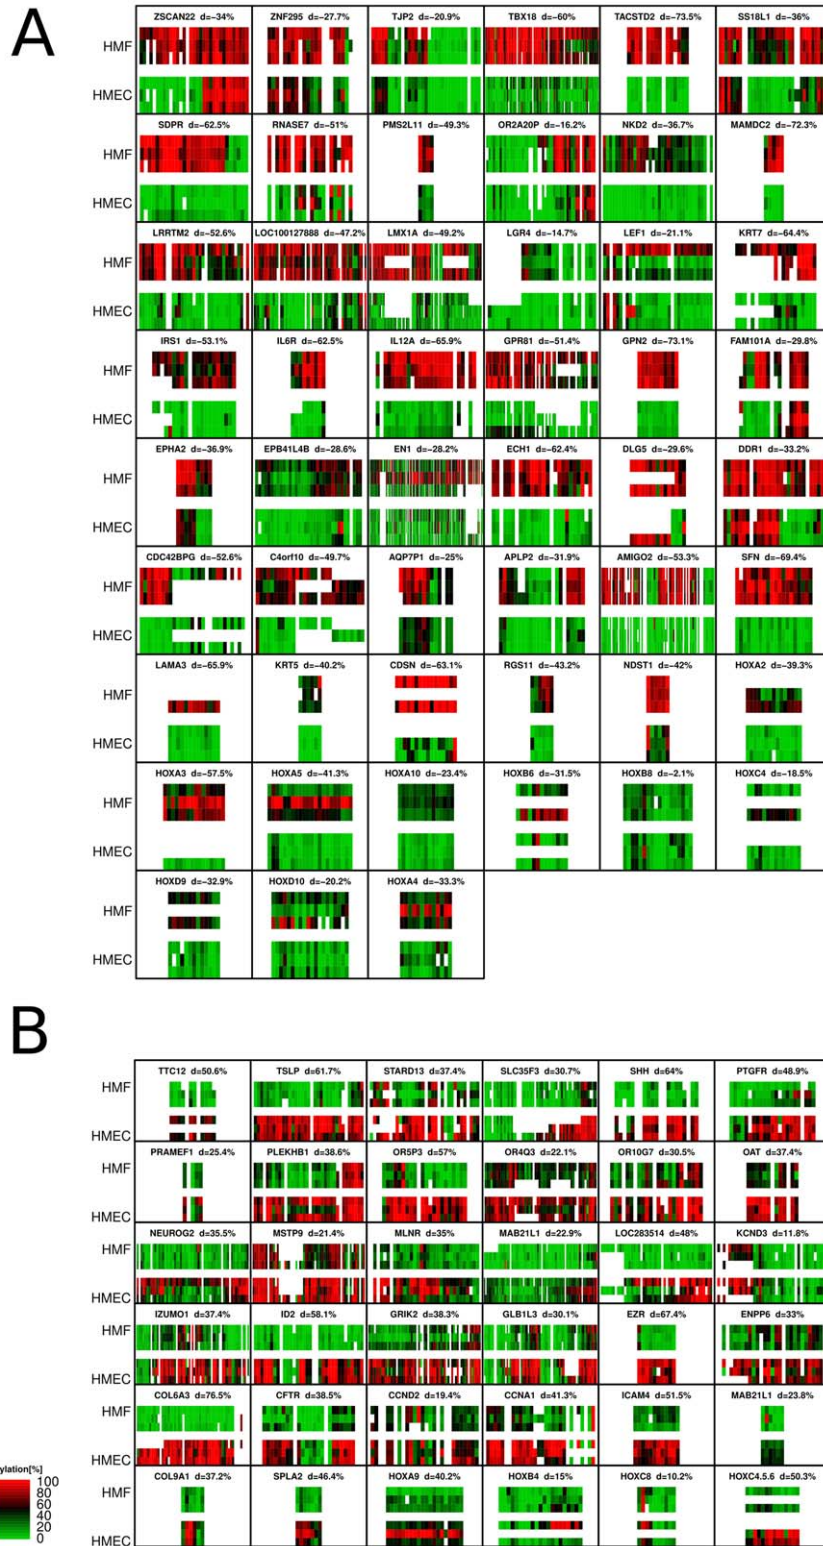 A
ZSCAN22 d=-34% ZNF295 d=-27.7% TJP2 d=-20.9% TBX18 d=-60% TACSTD2 d=-73.5% SS18L1 d=-36%
HMF
HMEC
SDPR d=-62.5% RNASE7 d=-51% PMS2L11 d=-49.3% OR2A20P d=-16.2% NKD2 d=-36.7% MAMDC2 d=-72.3%
HMF
HMEC
LRRTM2 d=-52.6% LOC100127888 d=-47.2% LMX1A d=-49.2% LGR4 d=-14.7% LEF1 d=-21.1% KRT7 d=-64.4%
HMF
HMEC
IRS1 d=-53.1% IL6R d=-62.5% IL12A d=-65.9% GPR81 d=-51.4% GPN2 d=-73.1% FAM101A d=-29.8%
HMF
HMEC
EPHA2 d=-36.9% EPB41L4B d=-28.6% EN1 d=-28.2% ECH1 d=-62.4% DLG5 d=-29.6% DDR1 d=-33.2%
HMF
HMEC
CDC42BPG d=-52.6% C4orf10 d=-49.7% AQP7P1 d=-25% APLP2 d=-31.9% AMIGO2 d=-53.3% SFN d=-69.4%
HMF
HMEC
LAMA3 d=-65.9% KRT5 d=-40.2% CDSN d=-63.1% RGS11 d=-43.2% NDST1 d=-42% HOXA2 d=-39.3%
HMF
HMEC
HOXA3 d=-57.5% HOXA5 d=-41.3% HOXA10 d=-23.4% HOXB6 d=-31.5% HOXB8 d=-2.1% HOXC4 d=-18.5%
HMF
HMEC
HOXD9 d=-32.9% HOXD10 d=-20.2% HOXA4 d=-33.3%
HMF
HMEC
B
TTC12 d=50.6% TSLP d=61.7% STARD13 d=37.4% SLC35F3 d=30.7% SHH d=64% PTGFR d=48.9%
HMF
HMEC
PRAMEF1 d=25.4% PLEKHB1 d=38.6% OR5P3 d=57% OR4Q3 d=22.1% OR10G7 d=30.5% OAT d=37.4%
HMF
HMEC
NEUROG2 d=35.5% MSTP9 d=21.4% MLNR d=35% MAB21L1 d=22.9% LOC283514 d=48% KCND3 d=11.8%
HMF
HMEC
IZUMO1 d=37.4% ID2 d=58.1% GRIK2 d=38.3% GLB1L3 d=30.1% EZR d=67.4% ENPP6 d=33%
HMF
HMEC
COL6A3 d=76.5% CFTR d=38.5% CCND2 d=19.4% CCNA1 d=41.3% ICAM4 d=51.5% MAB21L1 d=23.8%
HMF
HMEC
COL9A1 d=37.2% SPLA2 d=46.4% HOXA9 d=40.2% HOXB4 d=15% HOXC8 d=10.2% HOXC4.5.6 d=50.3%
HMF
HMEC
ylation[%]
100
80
60
40
20
0